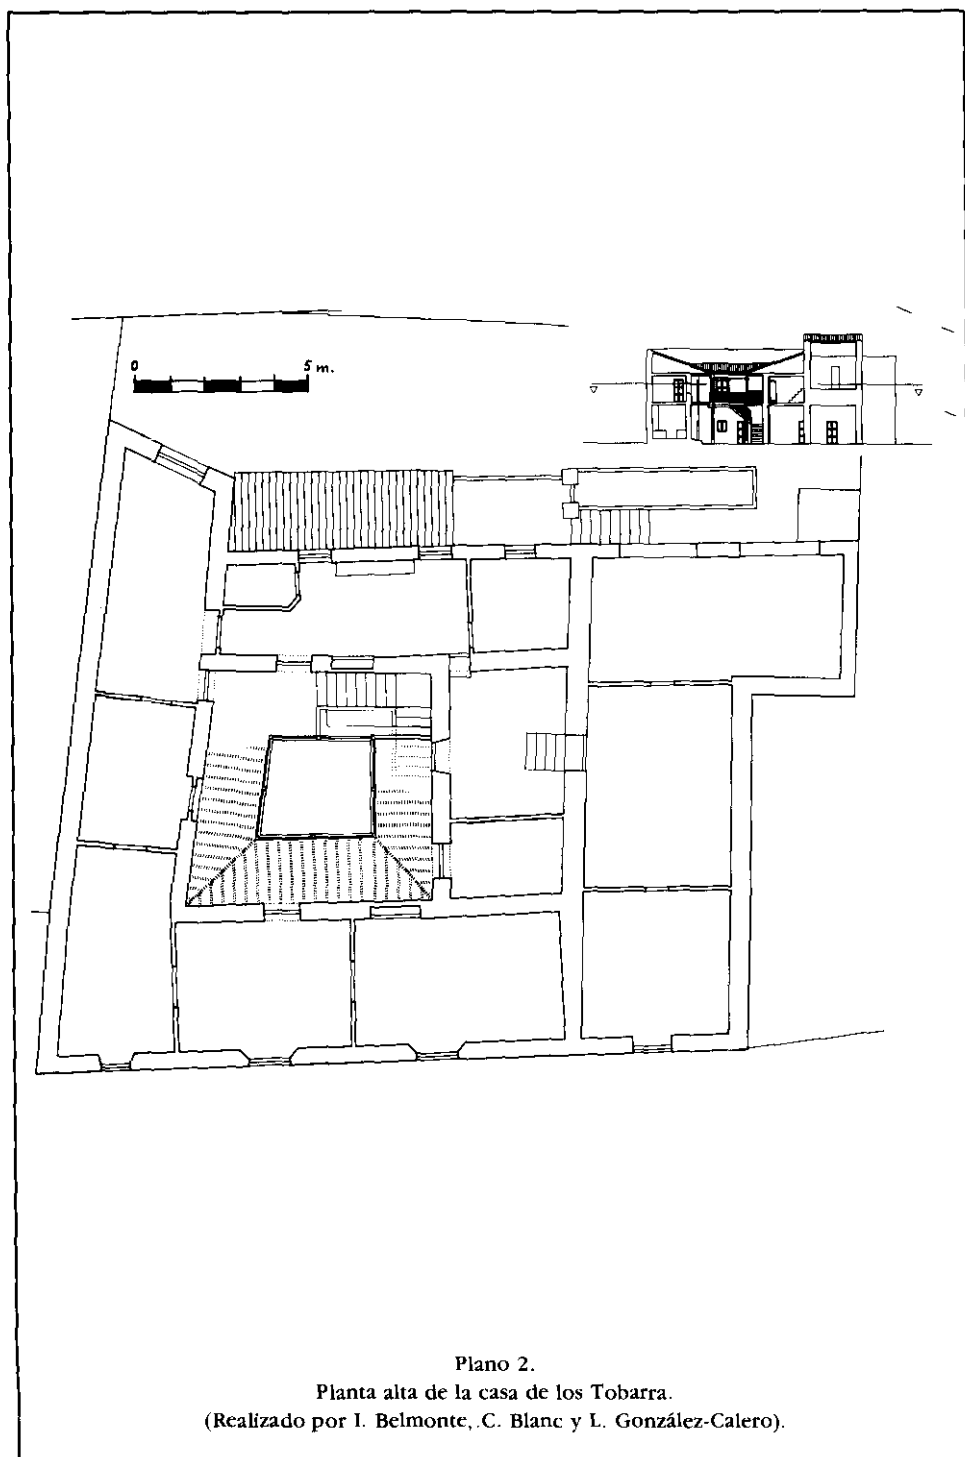 0 5 m.
Plano 2.
Planta alta de la casa de los Tobarra.
(Realizado por I. Belmonte, C. Blanc y L. González-Calero).